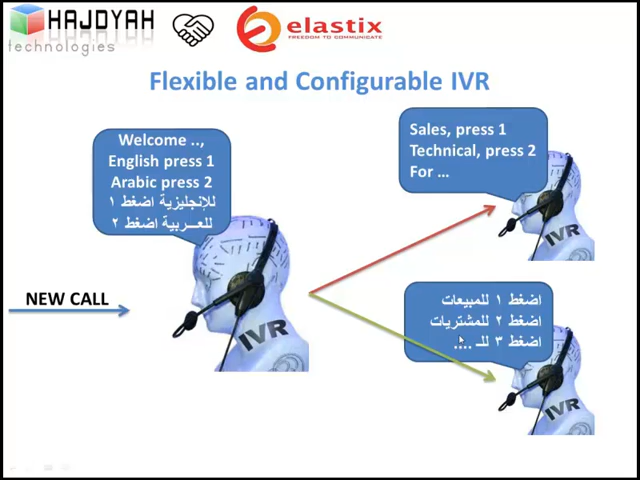 HAJDYAH
technologies
elastix
FREEDOM TO COMMUNICATE
Flexible and Configurable IVR
Welcome ..,
English press 1
Arabic press 2
للإنجليزية اضغط ١
للعـــربية اضغط ٢
Sales, press 1
Technical, press 2
For ...
NEW CALL
اضغط ١ للمبيعات
اضغط ٢ للمشتريات
اضغط ٣ للـ ....
IVR
IVR
IVR